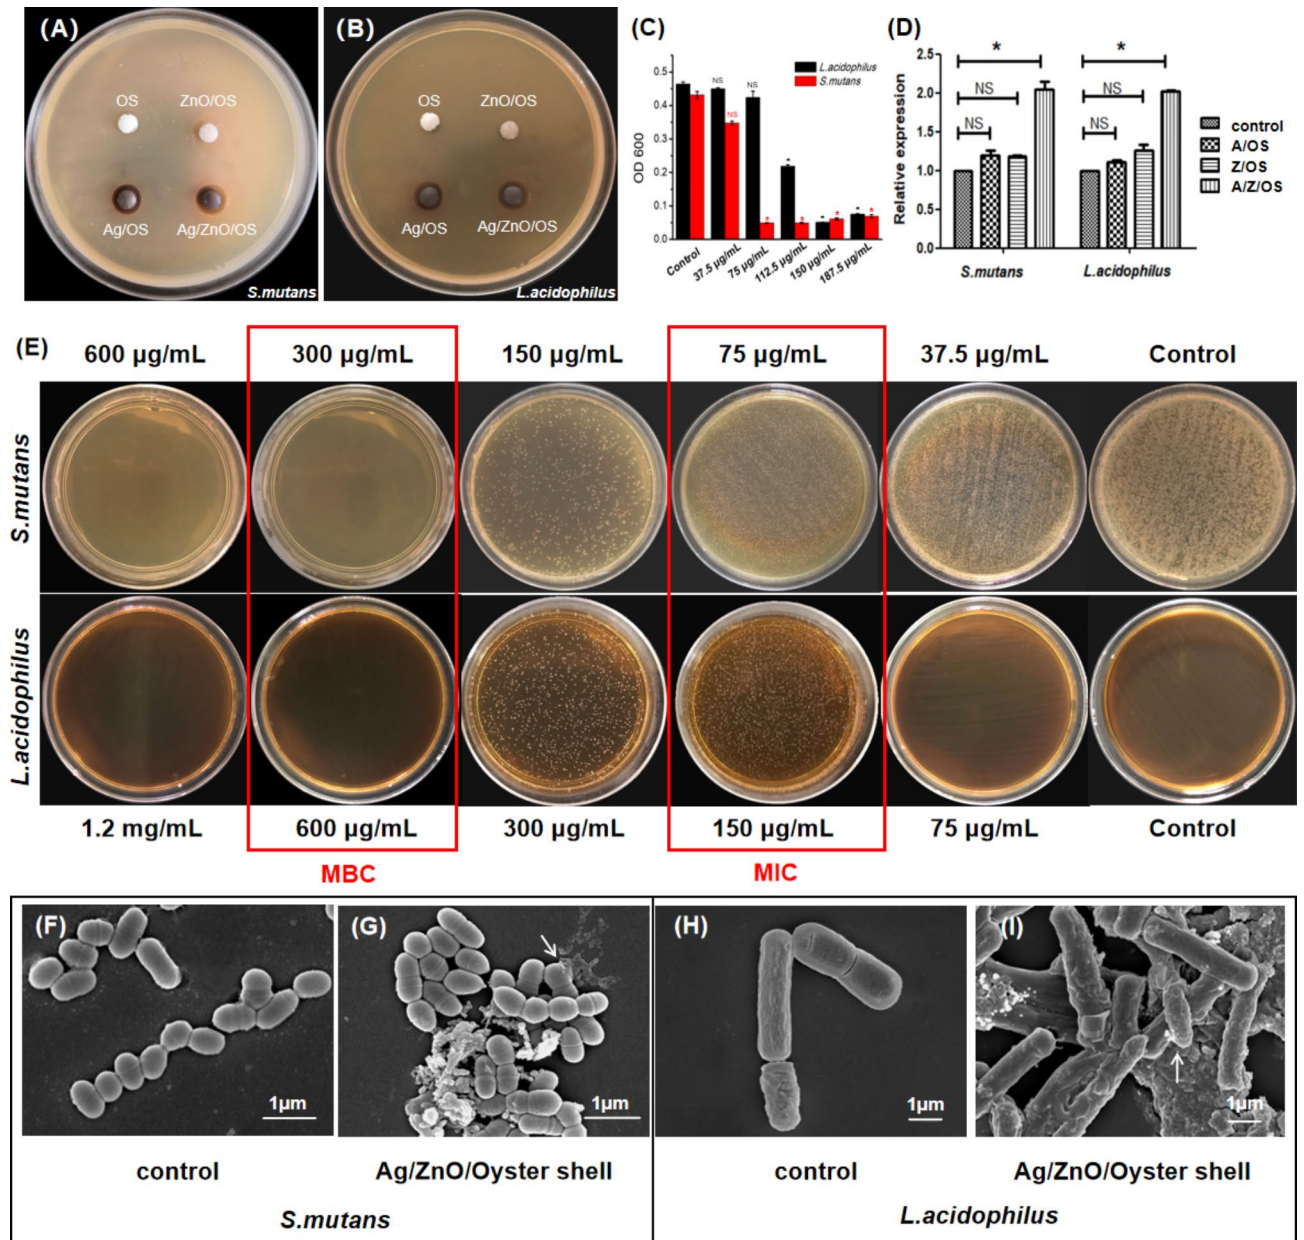 (A)
OS
ZnO/OS
Ag/OS
Ag/ZnO/OS
S.mutans
(B)
OS
ZnO/OS
Ag/OS
Ag/ZnO/OS
L.acidophilus
(C)
L.acidophilus
S.mutans
OD 600
0.5
0.4
0.3
0.2
0.1
0.0
NS
NS
NS
*
*
*
*
*
*
*
Control
37.5 µg/mL
75 µg/mL
112.5 µg/mL
150 µg/mL
187.5 µg/mL
(D)
Relative expression
2.5
2.0
1.5
1.0
0.5
0.0
*
NS
NS
*
NS
NS
S.mutans
L.acidophilus
control
A/OS
Z/OS
A/Z/OS
(E)
600 µg/mL
300 µg/mL
150 µg/mL
75 µg/mL
37.5 µg/mL
Control
S.mutans
L.acidophilus
1.2 mg/mL
600 µg/mL
300 µg/mL
150 µg/mL
75 µg/mL
Control
MBC
MIC
(F)
1µm
(G)
1µm
(H)
1µm
(I)
1µm
control
Ag/ZnO/Oyster shell
control
Ag/ZnO/Oyster shell
S.mutans
L.acidophilus